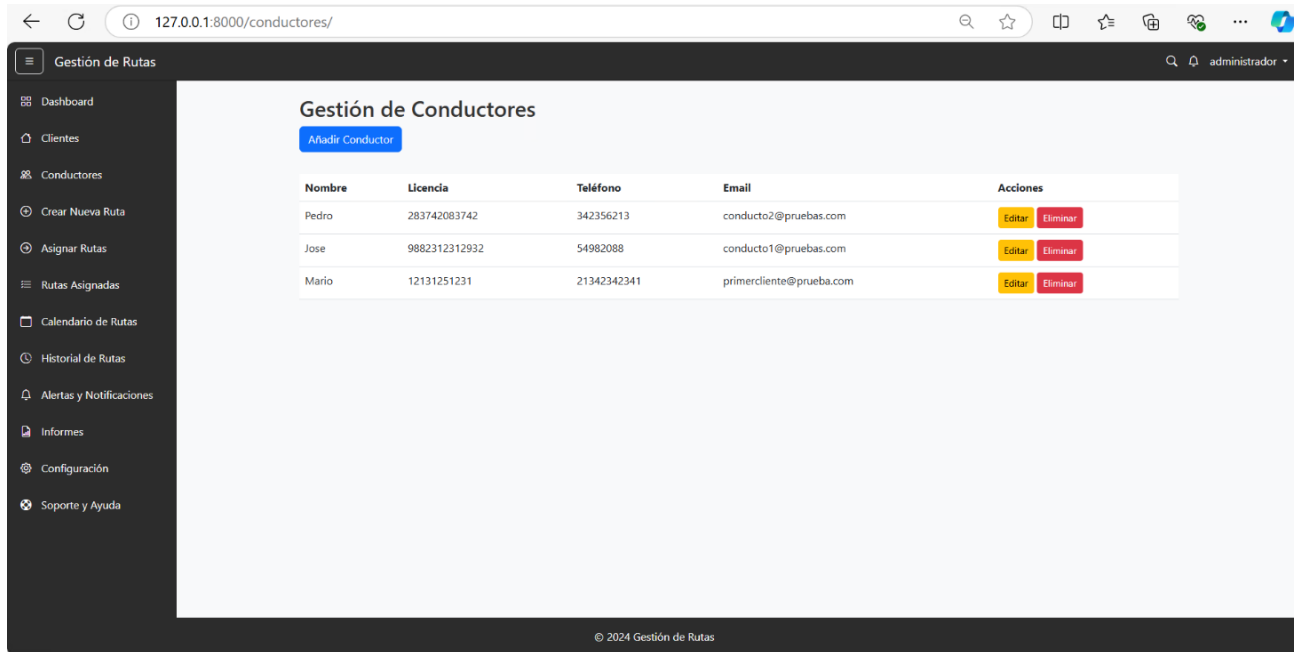 127.0.0.1:8000/conductores/
Gestión de Rutas
administrador
Dashboard
Clientes
Conductores
Crear Nueva Ruta
Asignar Rutas
Rutas Asignadas
Calendario de Rutas
Historial de Rutas
Alertas y Notificaciones
Informes
Configuración
Soporte y Ayuda
Gestión de Conductores
Añadir Conductor
Nombre Licencia Teléfono Email Acciones
Pedro 283742083742 342356213 conducto2@pruebas.com Editar Eliminar
Jose 9882312312932 54982088 conducto1@pruebas.com Editar Eliminar
Mario 12131251231 21342342341 primercliente@prueba.com Editar Eliminar
© 2024 Gestión de Rutas